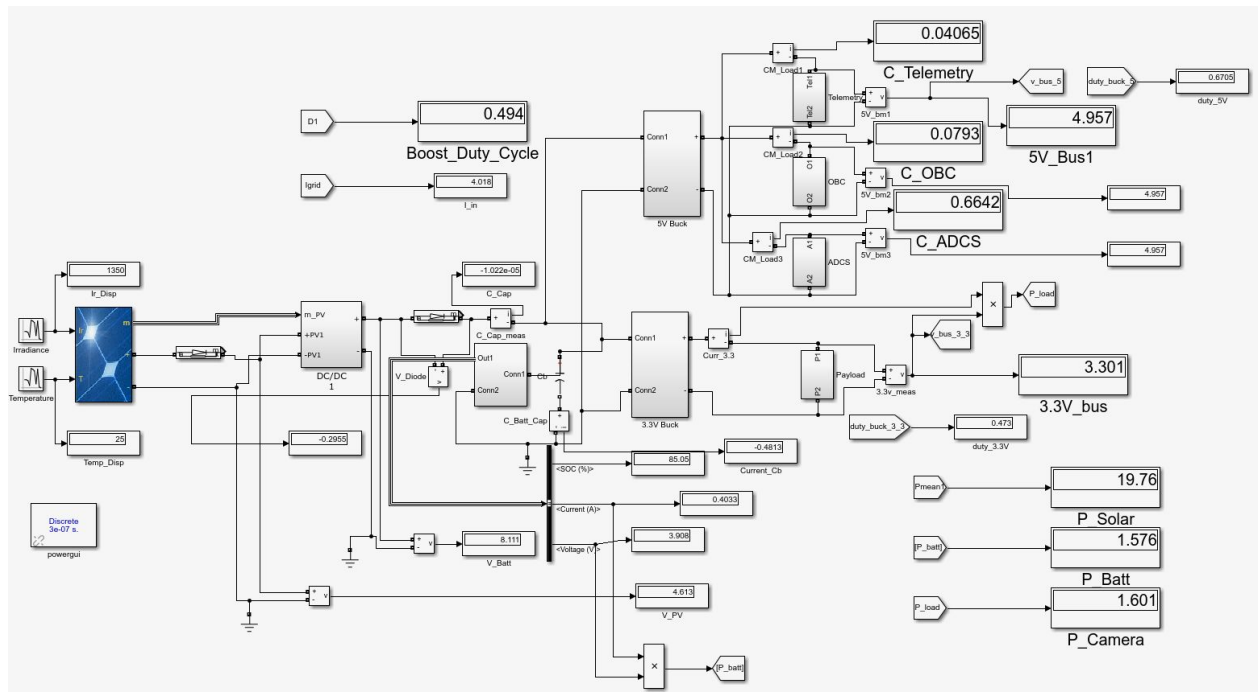 0.04065
C_Telemetry
CM_Load1
Tel1
Telemetry
Tel2
5V_bm1
v_bus_5
duty_buck_5
0.6705
duty_5V
4.957
5V_Bus1
D1
0.494
Boost_Duty_Cycle
Igrid
4.018
I_in
Conn1
Conn2
5V Buck
CM_Load2
0.0793
C_OBC
O1
OBC
O2
5V_bm2
4.957
0.6642
C_ADCS
CM_Load3
A1
ADCS
A2
5V_bm3
4.957
1350
Ir_Disp
Irradiance
Temperature
Ir
T
m
+
-
25
Temp_Disp
m_PV
+PV1
-PV1
DC/DC
1
-1.022e-05
C_Cap
C_Cap_meas
V_Diode
Out1
Conn1
Conn2
Cb
C_Batt_Cap
-0.2955
Conn1
Conn2
3.3V Buck
Curr_3.3
P1
Payload
P2
3.3v_meas
×
P_load
v_bus_3_3
3.301
3.3V_bus
duty_buck_3_3
0.473
duty_3.3V
-0.4813
Current_Cb
<SOC (%)>
85.05
<Current (A)>
0.4033
<Voltage (V)>
3.908
8.111
V_Batt
4.613
V_PV
×
[P_batt]
Discrete
3e-07 s.
powergui
Pmean1
19.76
P_Solar
[P_batt]
1.576
P_Batt
P_load
1.601
P_Camera